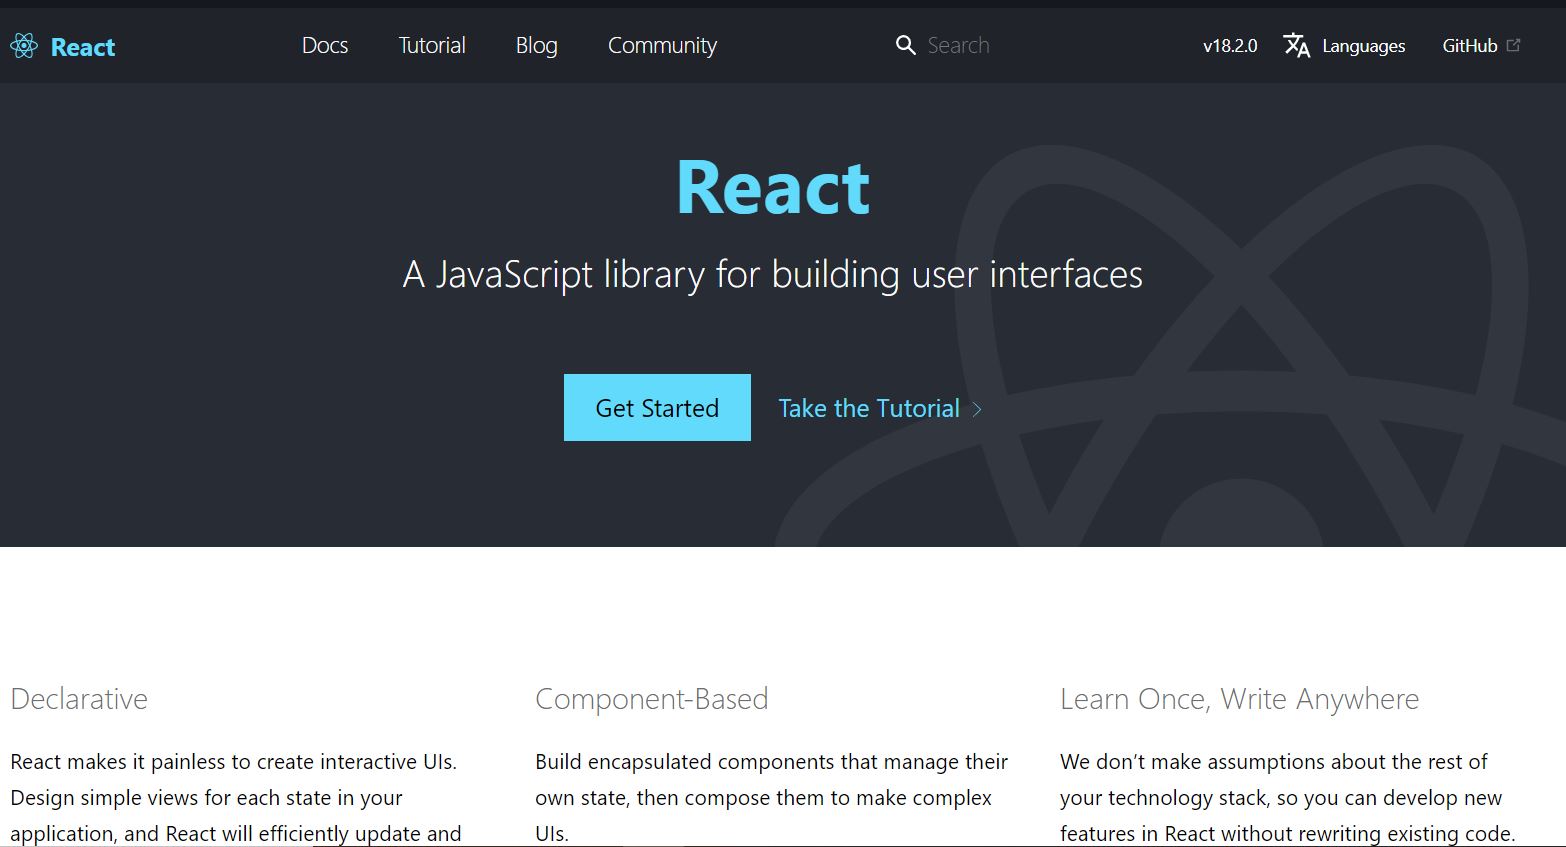 React
Docs
Tutorial
Blog
Community
Search
v18.2.0
Languages
GitHub
React
A JavaScript library for building user interfaces
Get Started
Take the Tutorial
Declarative
React makes it painless to create interactive UIs.
Design simple views for each state in your
application, and React will efficiently update and
Component-Based
Build encapsulated components that manage their
own state, then compose them to make complex
UIs.
Learn Once, Write Anywhere
We don’t make assumptions about the rest of
your technology stack, so you can develop new
features in React without rewriting existing code.